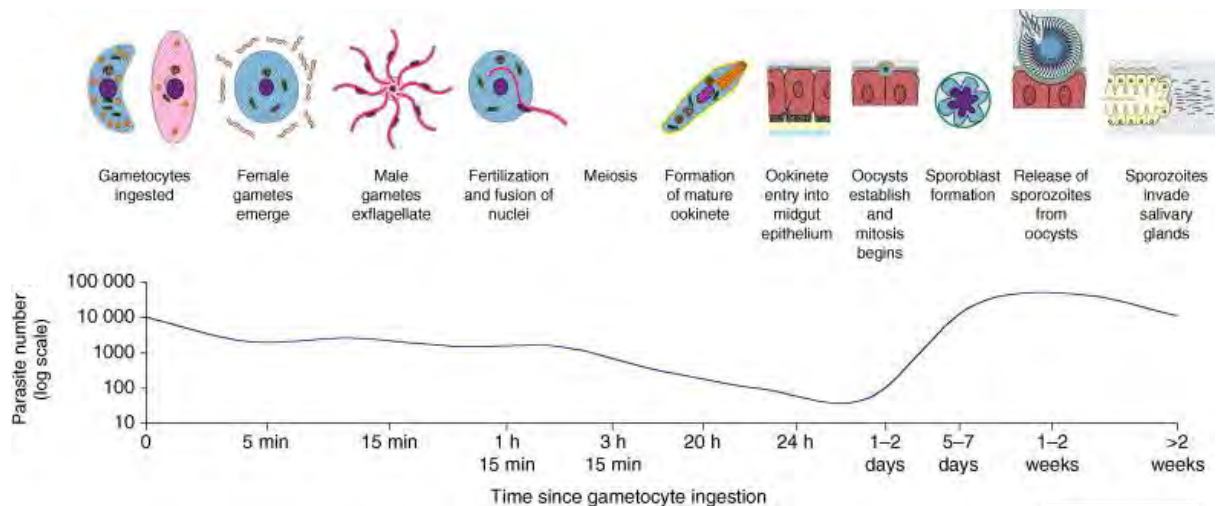 Gametocytes
ingested
Female
gametes
emerge
Male
gametes
exflagellate
Fertilization
and fusion of
nuclei
Meiosis
Formation
of mature
ookinete
Ookinete
entry into
midgut
epithelium
Oocysts
establish
and
mitosis
begins
Sporoblast
formation
Release of
sporozoites
from
oocysts
Sporozoites
invade
salivary
glands
Parasite number
(log scale)
100 000
10 000
1000
100
10
0
5 min
15 min
1 h
15 min
3 h
15 min
20 h
24 h
1–2
days
5–7
days
1–2
weeks
>2
weeks
Time since gametocyte ingestion